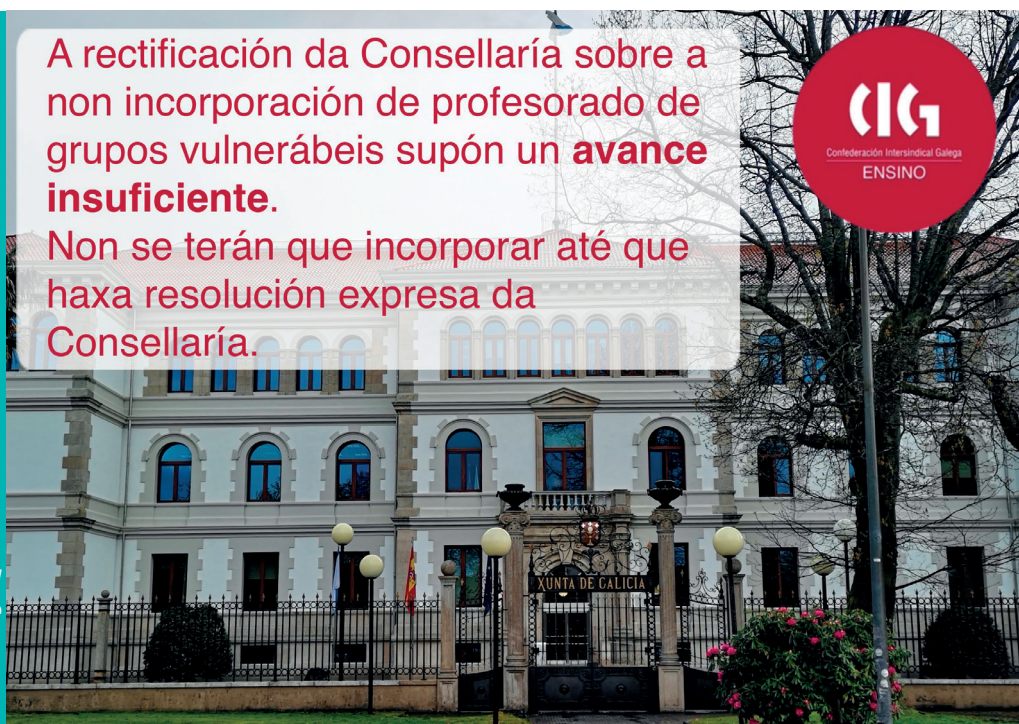 A rectificación da Consellaría sobre a
non incorporación de profesorado de
grupos vulnerábeis supón un avance
insuficiente.
Non se terán que incorporar até que
haxa resolución expresa da
Consellaría.
CIG
Confederación Intersindical Galega
ENSINO
XUNTA DE GALICIA